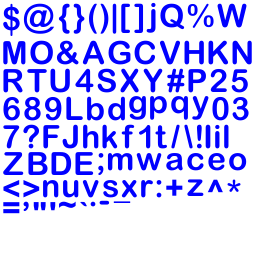 $@{}()|[]jQ%W
MO&AGCVHKN
RTU4SXY#P25
689Lbdgpqy03
7?FJhkf1t/\!lil
ZBDE;mwaceo
<>nuvsxr:+z^*
=,"'~`.-_